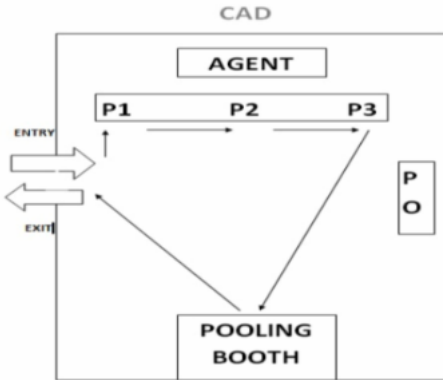 CAD
AGENT
P1 P2 P3
ENTRY
P
O
EXIT
POOLING
BOOTH